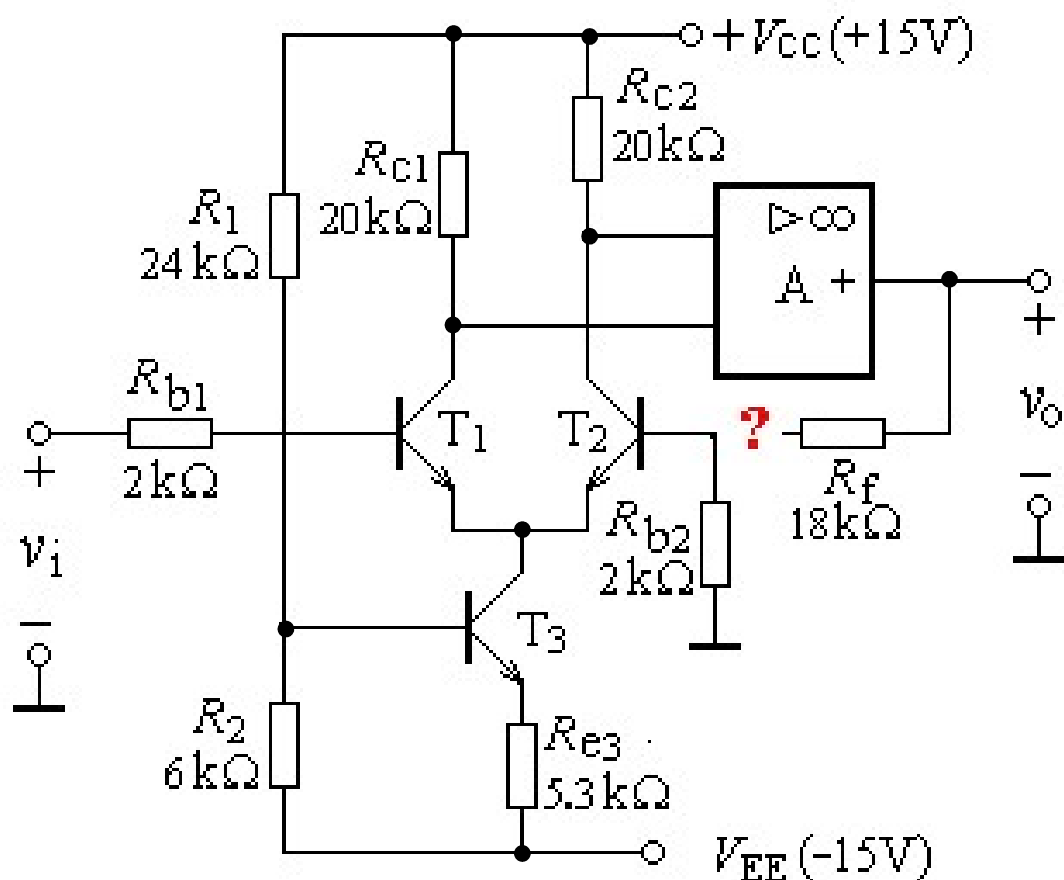 +VCC(+15V)
Rc2
20kΩ
Rc1
20kΩ
R1
24kΩ
▷∞
A +
Rb1
2kΩ
+
vi
−
T1
T2
?
Rf
18kΩ
+
vo
−
Rb2
2kΩ
T3
R2
6kΩ
Re3
5.3kΩ
VEE(-15V)